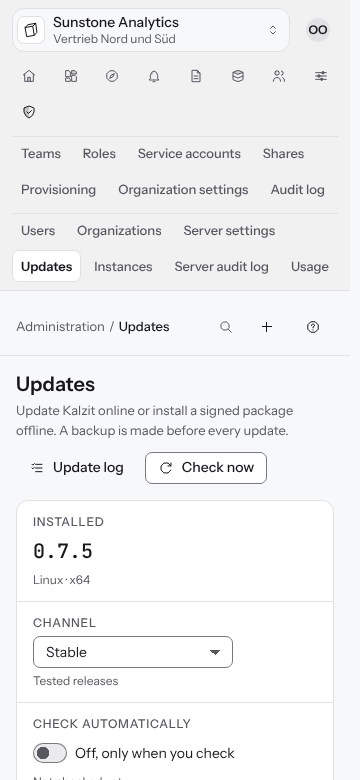 Sunstone Analytics
Vertrieb Nord und Süd
OO
Teams Roles Service accounts Shares
Provisioning Organization settings Audit log
Users Organizations Server settings
Updates Instances Server audit log Usage
Administration / Updates
Updates
Update Kalzit online or install a signed package
offline. A backup is made before every update.
Update log Check now
INSTALLED
0.7.5
Linux · x64
CHANNEL
Stable
Tested releases
CHECK AUTOMATICALLY
Off, only when you check